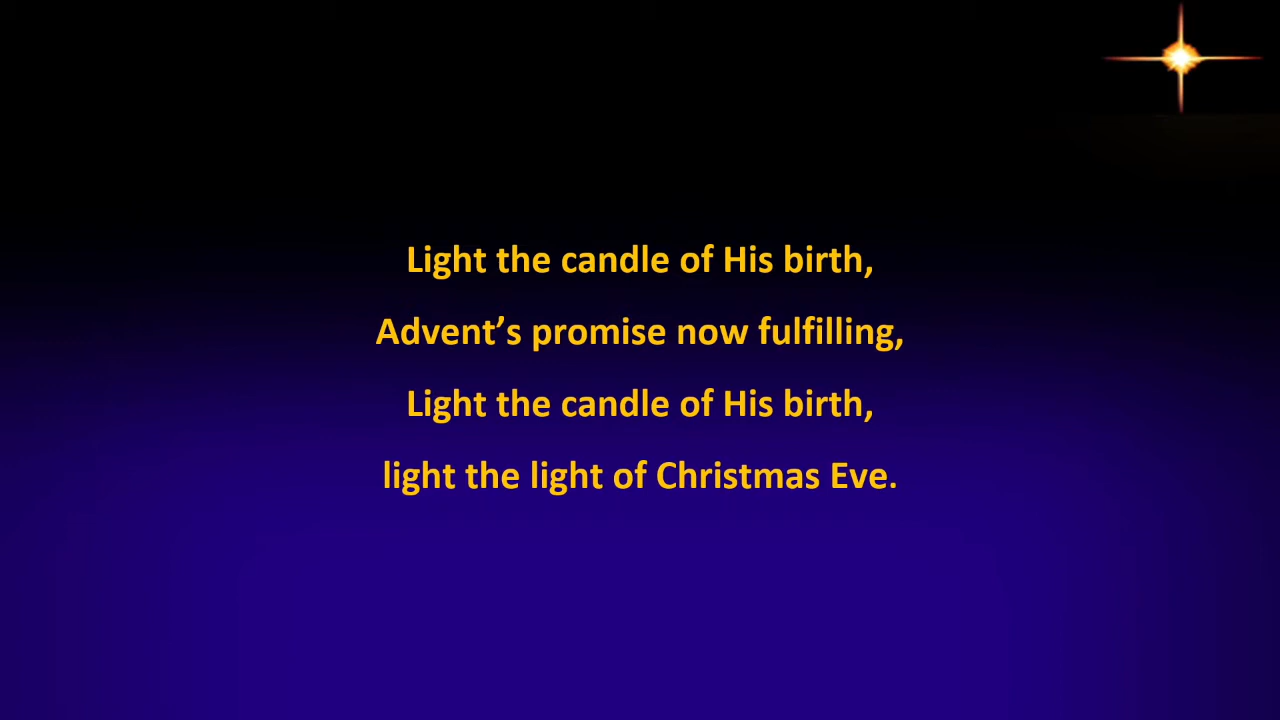 Light the candle of His birth,
Advent’s promise now fulfilling,
Light the candle of His birth,
light the light of Christmas Eve.